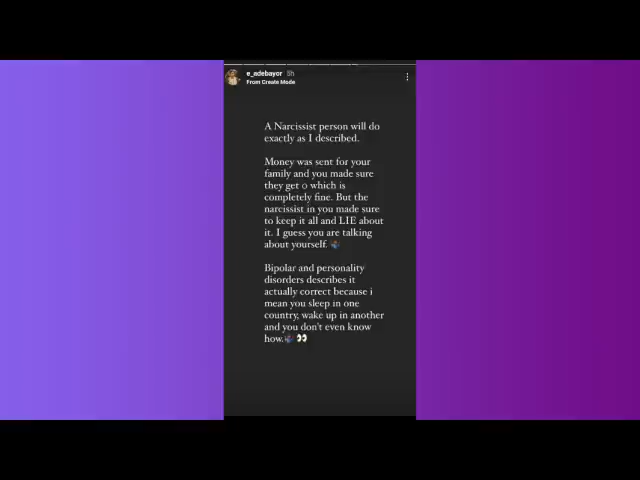 e_adebayor 5h
From Create Mode
A Narcissist person will do
exactly as I described.
Money was sent for your
family and you made sure
they get 0 which is
completely fine. But the
narcissist in you made sure
to keep it all and LIE about
it. I guess you are talking
about yourself.
Bipolar and personality
disorders describes it
actually correct because i
mean you sleep in one
country, wake up in another
and you don't even know
how. 👀